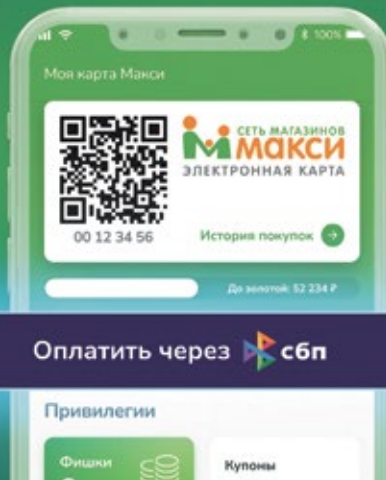 100%
Моя карта Макси
СЕТЬ МАГАЗИНОВ
МАКСИ
ЭЛЕКТРОННАЯ КАРТА
00 12 34 56
История покупок
До золотой: 52 234 ₽
Оплатить через сбп
Привилегии
Фишки
Купоны